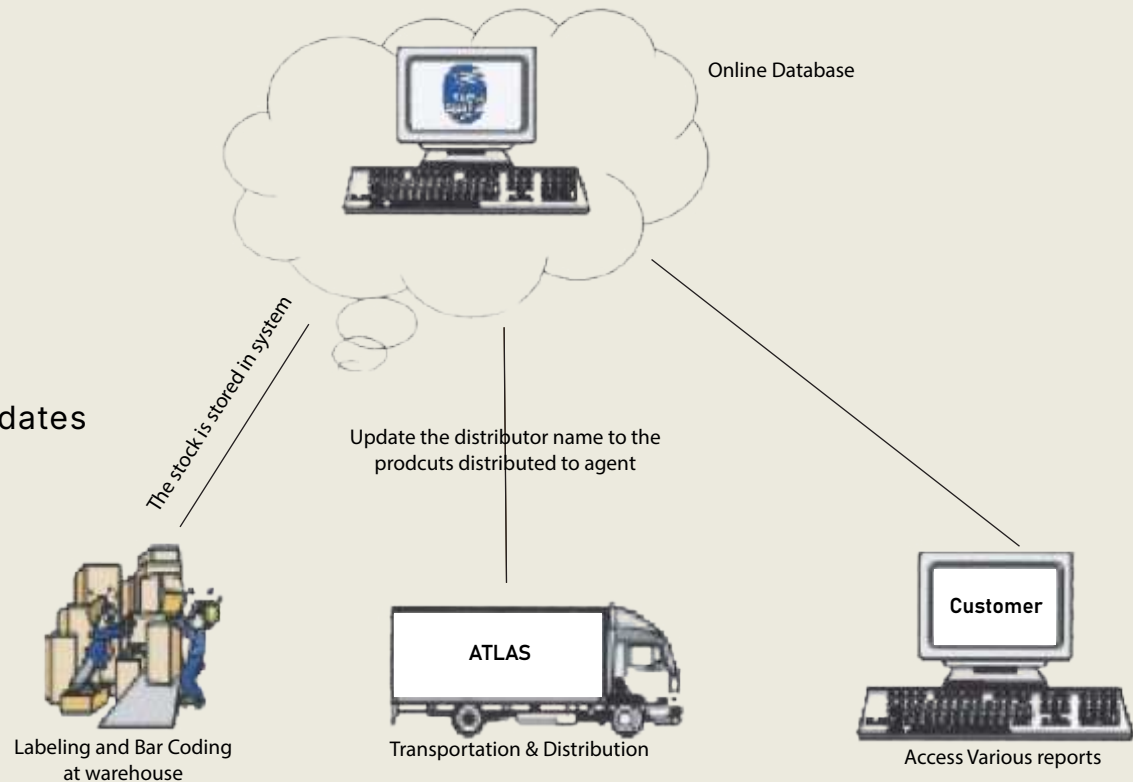 Online Database
The stock is stored in system
dates
Update the distributor name to the
prodcuts distributed to agent
Customer
ATLAS
Labeling and Bar Coding
at warehouse
Transportation & Distribution
Access Various reports